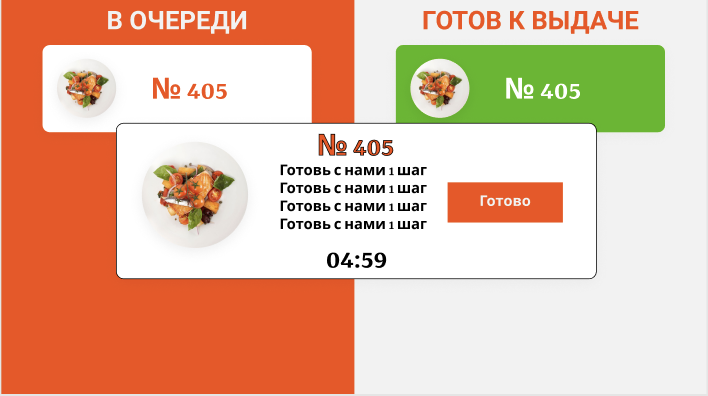 В ОЧЕРЕДИ
№ 405
ГОТОВ К ВЫДАЧЕ
№ 405
№ 405
Готовь с нами 1 шаг
Готовь с нами 1 шаг
Готовь с нами 1 шаг
Готовь с нами 1 шаг
04:59
Готово